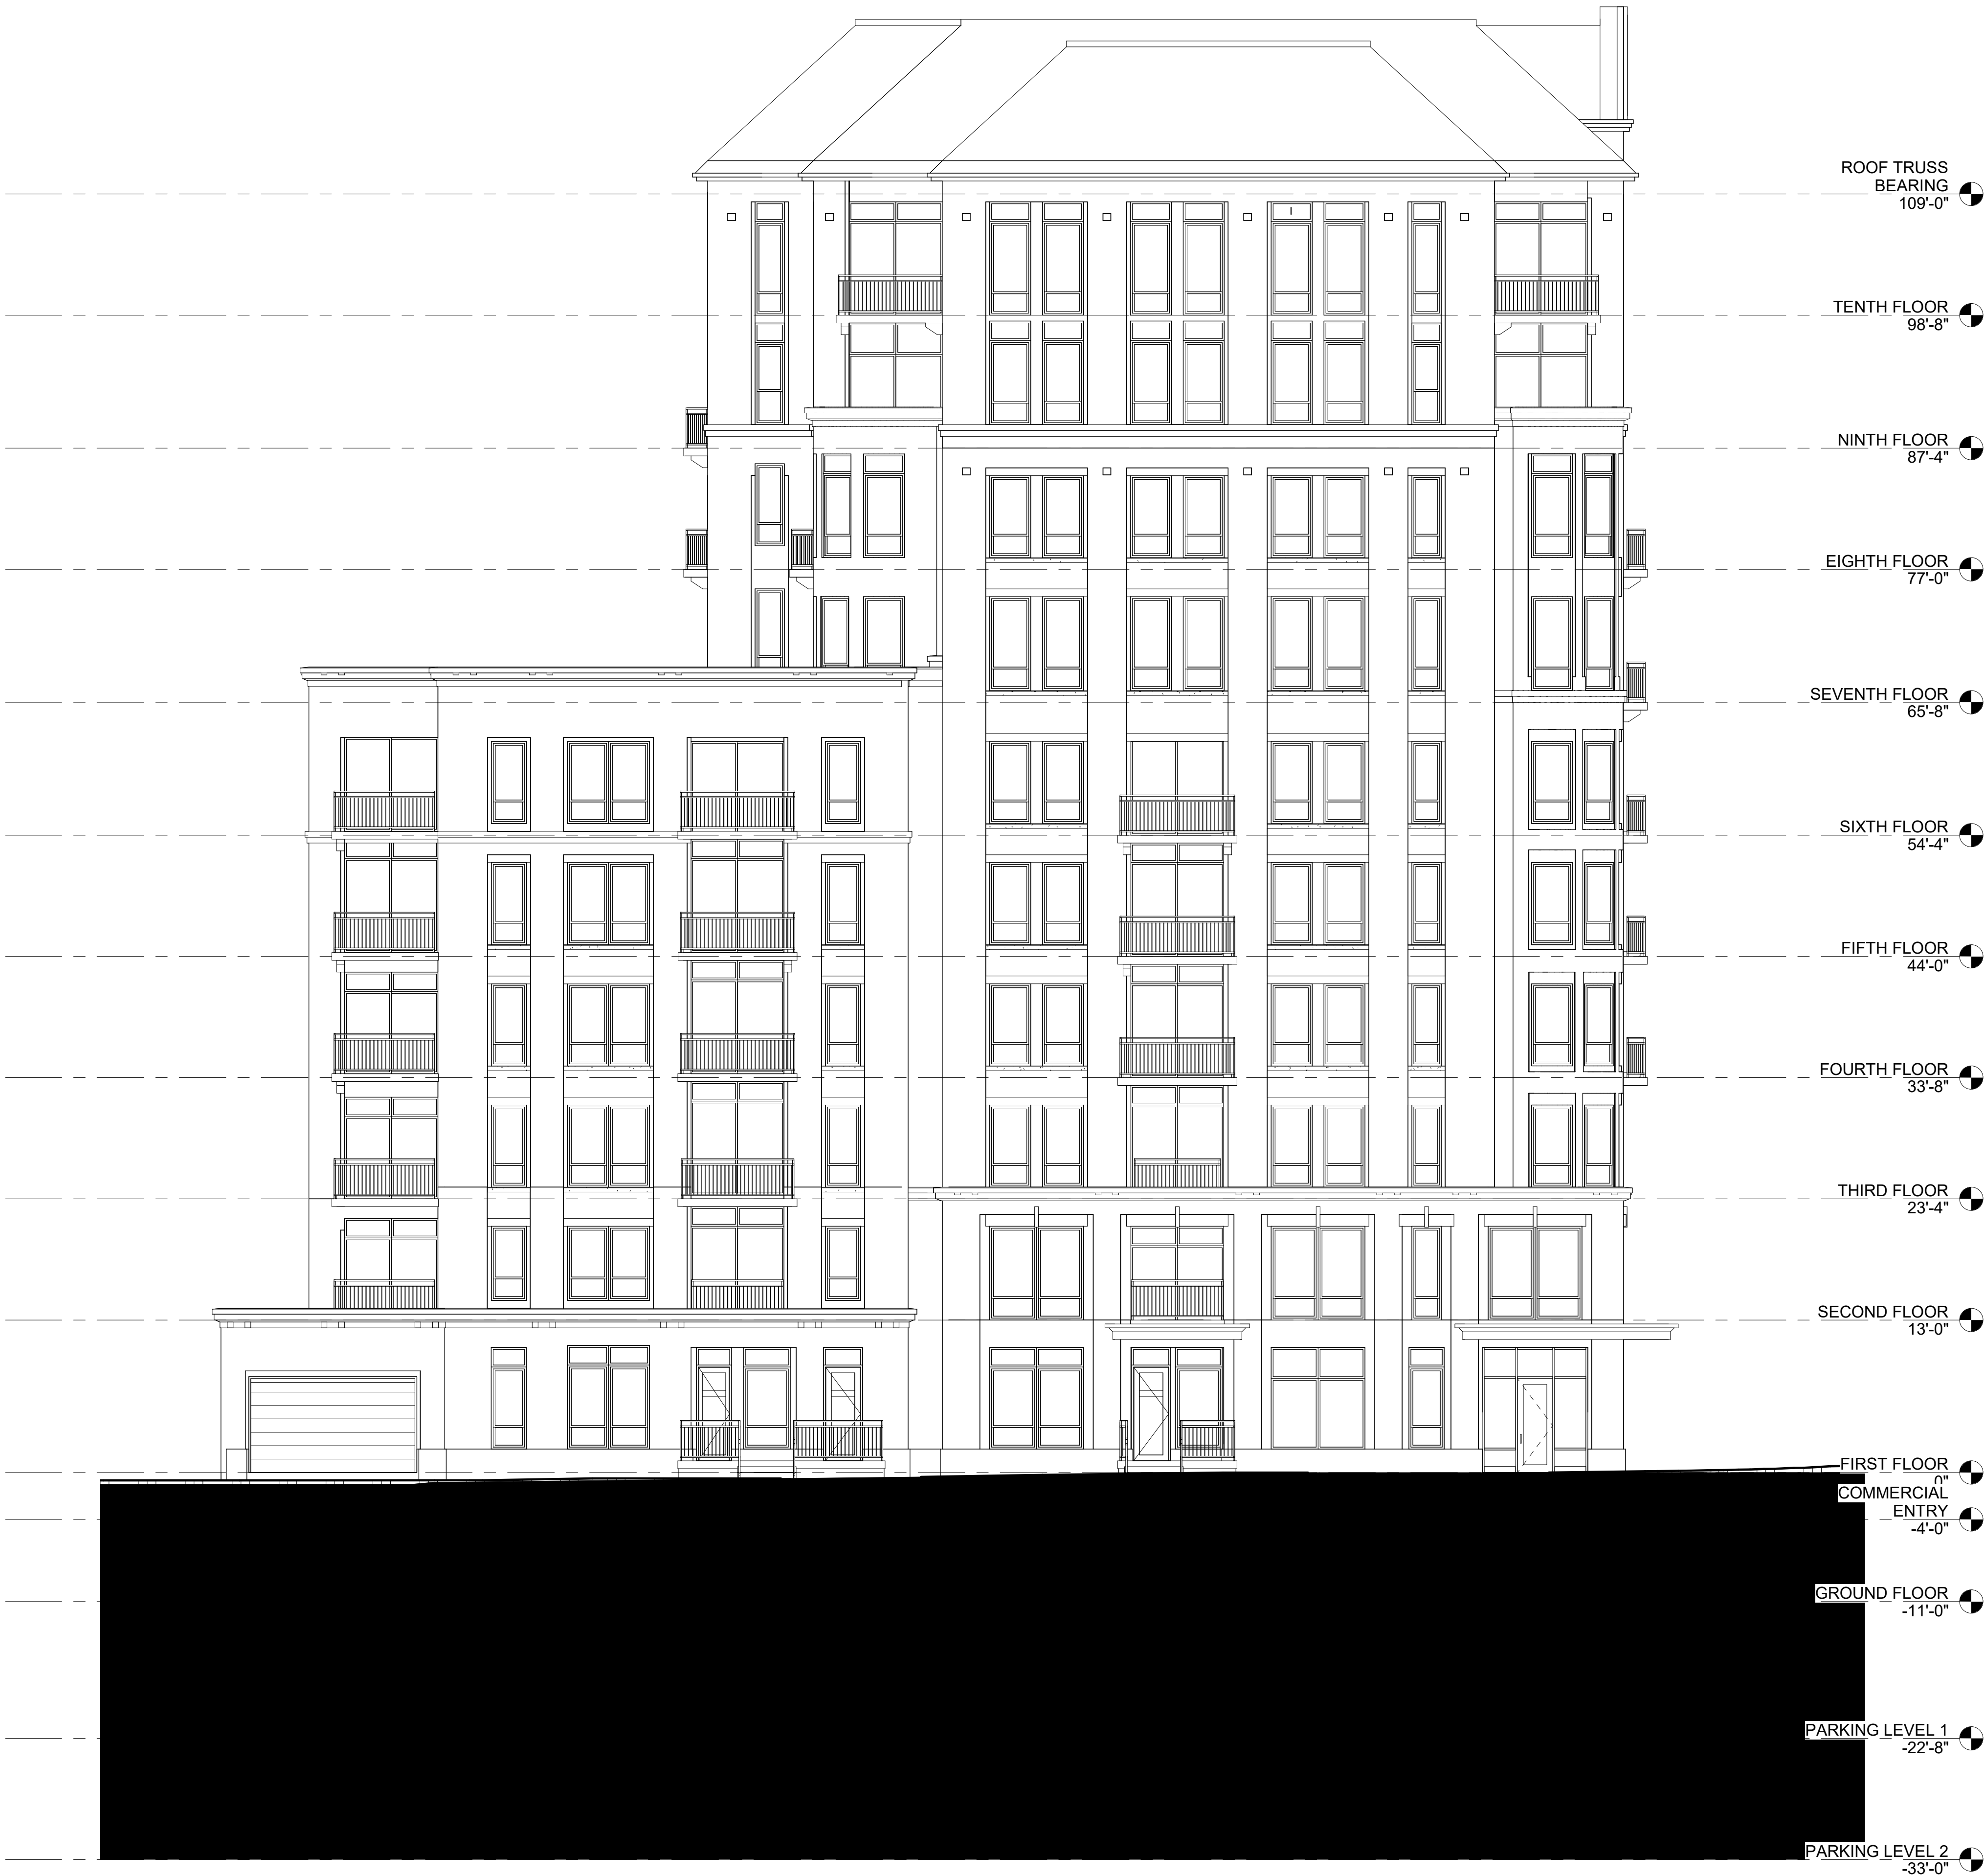 ROOF TRUSS
BEARING
109'-0"
TENTH FLOOR
98'-8"
NINTH FLOOR
87'-4"
EIGHTH FLOOR
77'-0"
SEVENTH FLOOR
65'-8"
SIXTH FLOOR
54'-4"
FIFTH FLOOR
44'-0"
FOURTH FLOOR
33'-8"
THIRD FLOOR
23'-4"
SECOND FLOOR
13'-0"
FIRST FLOOR
0"
COMMERCIAL
ENTRY
-4'-0"
GROUND FLOOR
-11'-0"
PARKING LEVEL 1
-22'-8"
PARKING LEVEL 2
-33'-0"